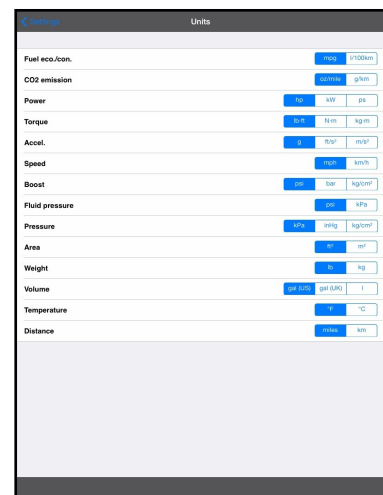 Settings Units
Fuel eco./con. mpg l/100km
CO2 emission oz/mile g/km
Power hp kW ps
Torque lb·ft N·m kg·m
Accel. g ft/s² m/s²
Speed mph km/h
Boost psi bar kg/cm²
Fluid pressure psi kPa
Pressure kPa inHg kg/cm²
Area ft² m²
Weight lb kg
Volume gal (US) gal (UK) l
Temperature °F °C
Distance miles km